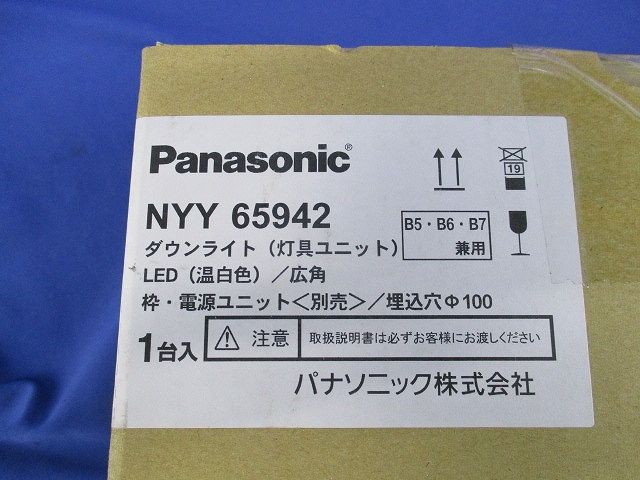 Panasonic®
19
NYY 65942
B5・B6・B7
兼用
ダウンライト（灯具ユニット）
LED（温白色）／広角
枠・電源ユニット＜別売＞／埋込穴Φ100
1台入
注意
取扱説明書は必ずお客様にお渡しください
パナソニック株式会社